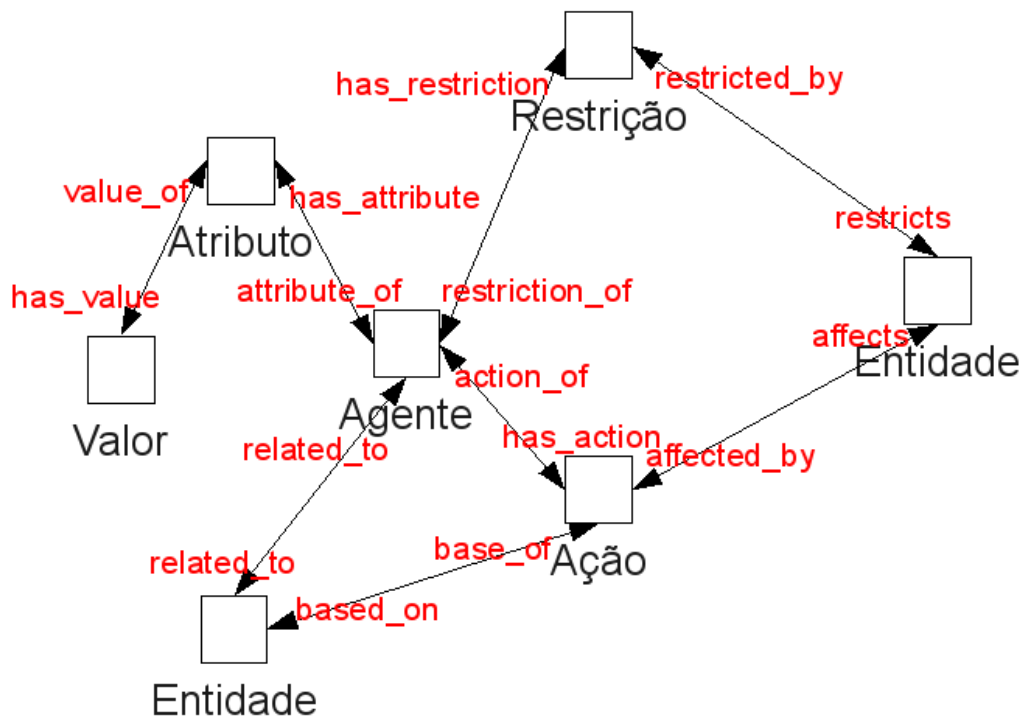 has_restriction
restricted_by
Restrição
value_of
has_attribute
Atributo
restricts
has_value
attribute_of
restriction_of
affects
Entidade
action_of
Agente
Valor
related_to
has_action
affected_by
related_to
base_of
Ação
based_on
Entidade